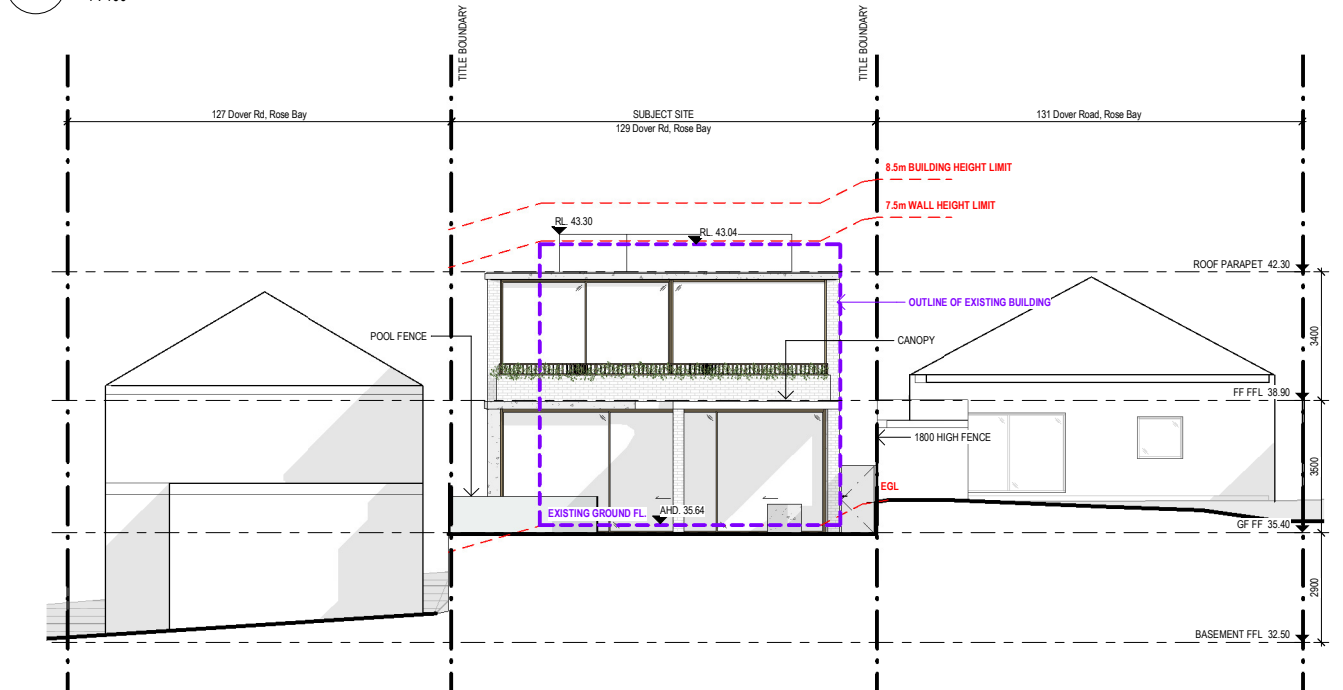 TITLE BOUNDARY
TITLE BOUNDARY
127 Dover Rd, Rose Bay
SUBJECT SITE
129 Dover Rd, Rose Bay
131 Dover Road, Rose Bay
8.5m BUILDING HEIGHT LIMIT
7.5m WALL HEIGHT LIMIT
RL. 43.30
RL. 43.04
ROOF PARAPET 42.30
OUTLINE OF EXISTING BUILDING
POOL FENCE
CANOPY
3400
FF FFL 38.90
1800 HIGH FENCE
3500
EGL
EXISTING GROUND FL.
AHD. 35.64
GF FF 35.40
2900
BASEMENT FFL 32.50